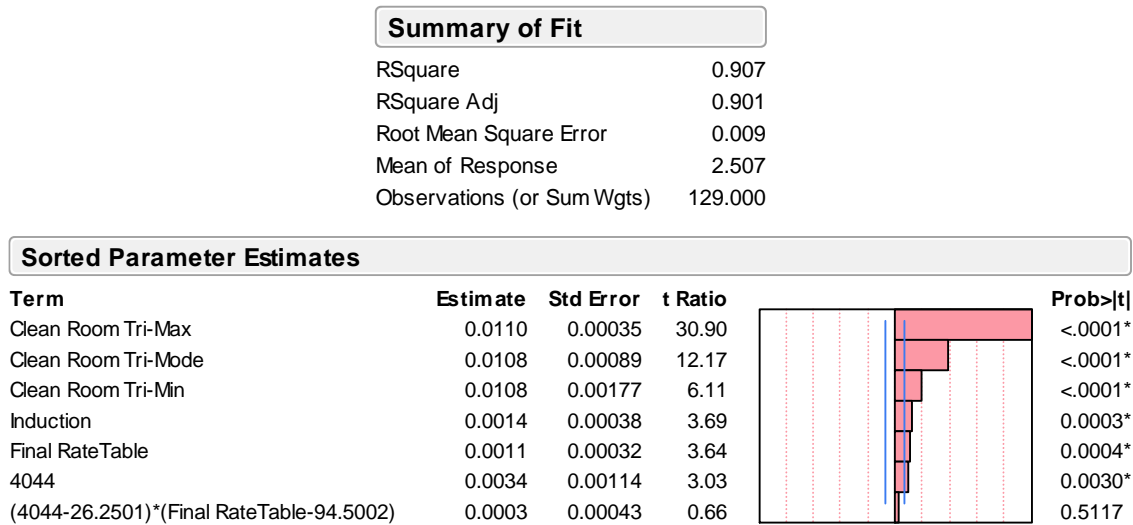 Summary of Fit
RSquare 0.907
RSquare Adj 0.901
Root Mean Square Error 0.009
Mean of Response 2.507
Observations (or Sum Wgts) 129.000
Sorted Parameter Estimates
Term Estimate Std Error t Ratio Prob>|t|
Clean Room Tri-Max 0.0110 0.00035 30.90 <.0001*
Clean Room Tri-Mode 0.0108 0.00089 12.17 <.0001*
Clean Room Tri-Min 0.0108 0.00177 6.11 <.0001*
Induction 0.0014 0.00038 3.69 0.0003*
Final RateTable 0.0011 0.00032 3.64 0.0004*
4044 0.0034 0.00114 3.03 0.0030*
(4044-26.2501)*(Final RateTable-94.5002) 0.0003 0.00043 0.66 0.5117